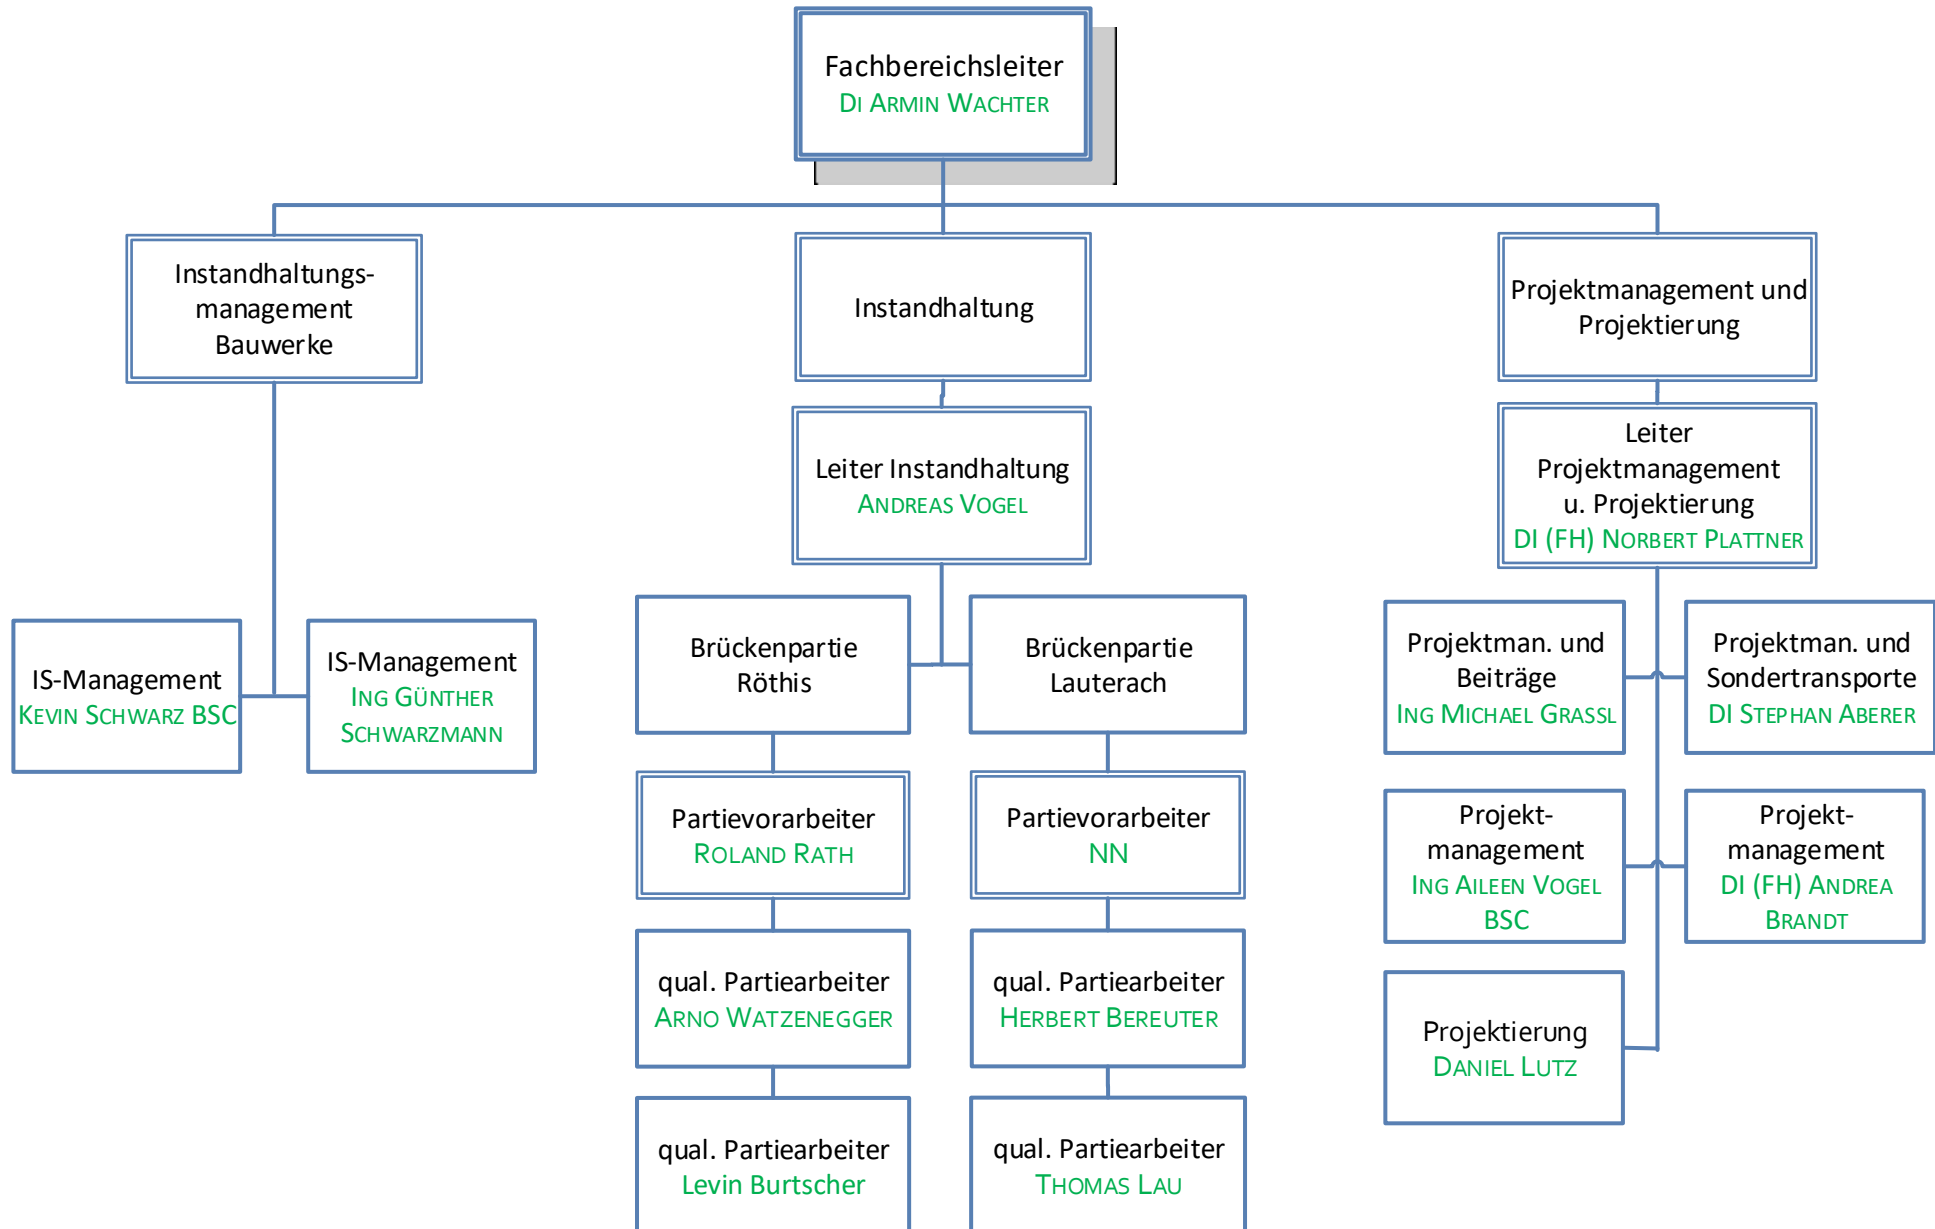 Fachbereichsleiter
DI ARMIN WACHTER
Instandhaltungs-
management
Bauwerke
IS-Management
KEVIN SCHWARZ BSC
IS-Management
ING GÜNTHER
SCHWARZMANN
Instandhaltung
Leiter Instandhaltung
ANDREAS VOGEL
Brückenpartie
Röthis
Partievorarbeiter
ROLAND RATH
qual. Partiearbeiter
ARNO WATZENEGGER
qual. Partiearbeiter
Levin Burtscher
Brückenpartie
Lauterach
Partievorarbeiter
NN
qual. Partiearbeiter
HERBERT BEREUTER
qual. Partiearbeiter
THOMAS LAU
Projektmanagement und
Projektierung
Leiter
Projektmanagement
u. Projektierung
DI (FH) NORBERT PLATTNER
Projektman. und
Beiträge
ING MICHAEL GRASSL
Projektman. und
Sondertransporte
DI STEPHAN ABERER
Projekt-
management
ING AILEEN VOGEL
BSC
Projekt-
management
DI (FH) ANDREA
BRANDT
Projektierung
DANIEL LUTZ